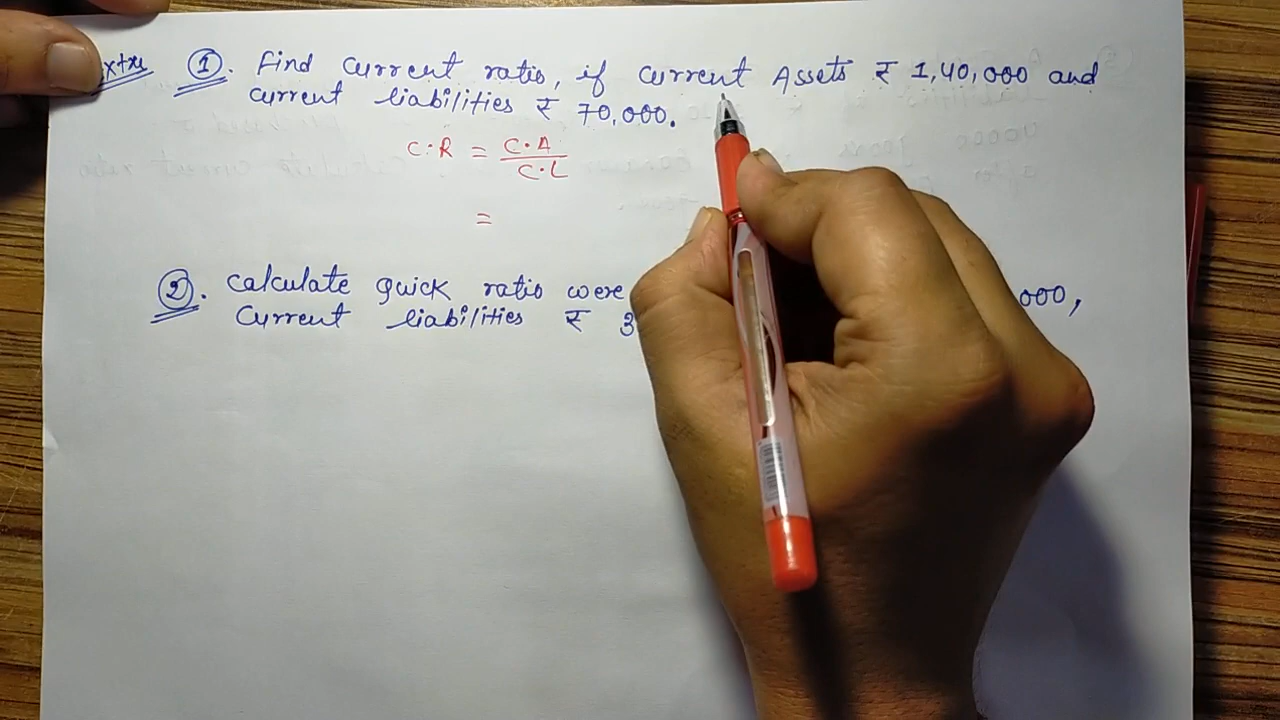 ① . Find current ratio, if current Assets ₹ 1,40,000 and
current liabilities ₹ 70,000.
C.R = C.A
C.L
=
② . Calculate quick ratio were 000,
Current liabilities ₹ 3